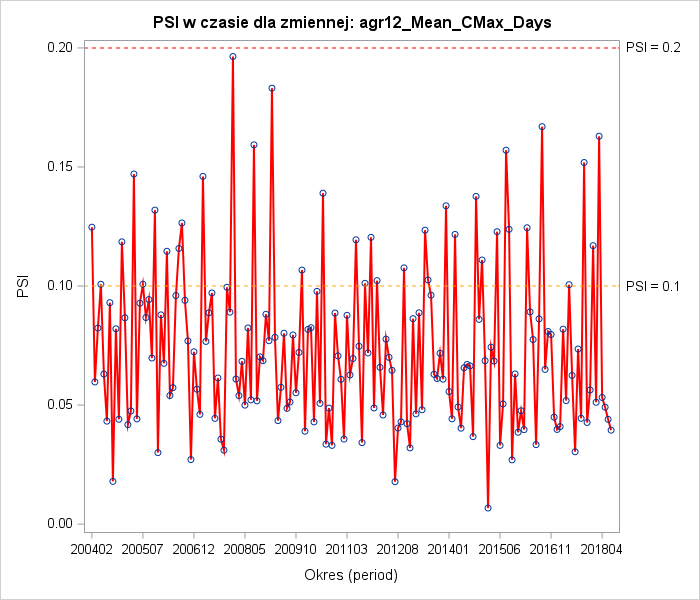 PSI w czasie dla zmiennej: agr12_Mean_CMax_Days
0.20
PSI = 0.2
0.15
PSI
0.10
PSI = 0.1
0.05
0.00
200402 200507 200612 200805 200910 201103 201208 201401 201506 201611 201804
Okres (period)